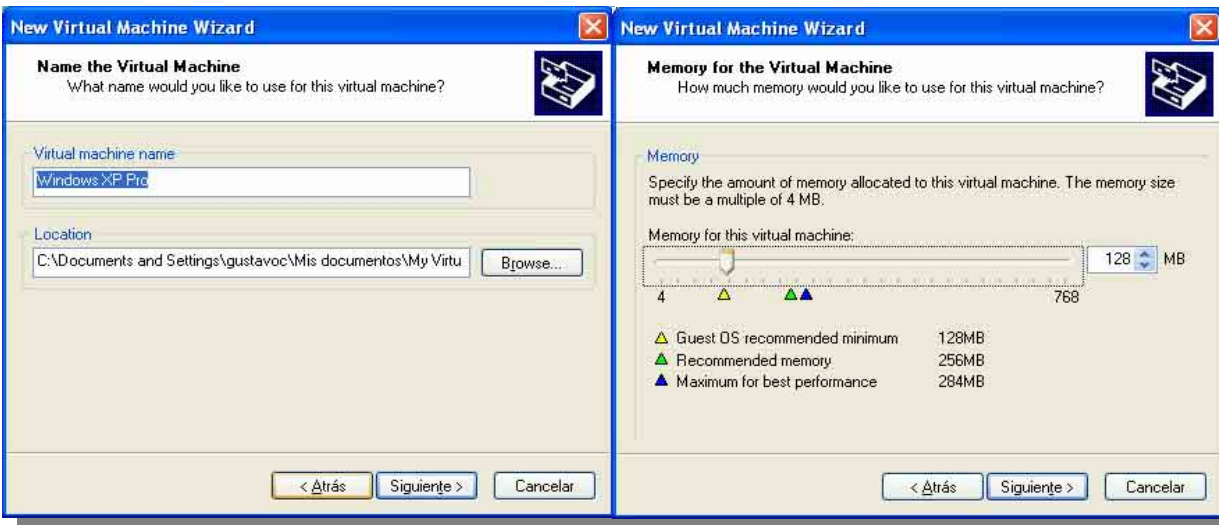 New Virtual Machine Wizard
Name the Virtual Machine
What name would you like to use for this virtual machine?
Virtual machine name
Windows XP Pro
Location
C:\Documents and Settings\gustavoc\Mis documentos\My Virtu
Browse...
< Atrás
Siguiente >
Cancelar
New Virtual Machine Wizard
Memory for the Virtual Machine
How much memory would you like to use for this virtual machine?
Memory
Specify the amount of memory allocated to this virtual machine. The memory size
must be a multiple of 4 MB.
Memory for this virtual machine:
128 MB
4 768
Guest OS recommended minimum 128MB
Recommended memory 256MB
Maximum for best performance 284MB
< Atrás
Siguiente >
Cancelar